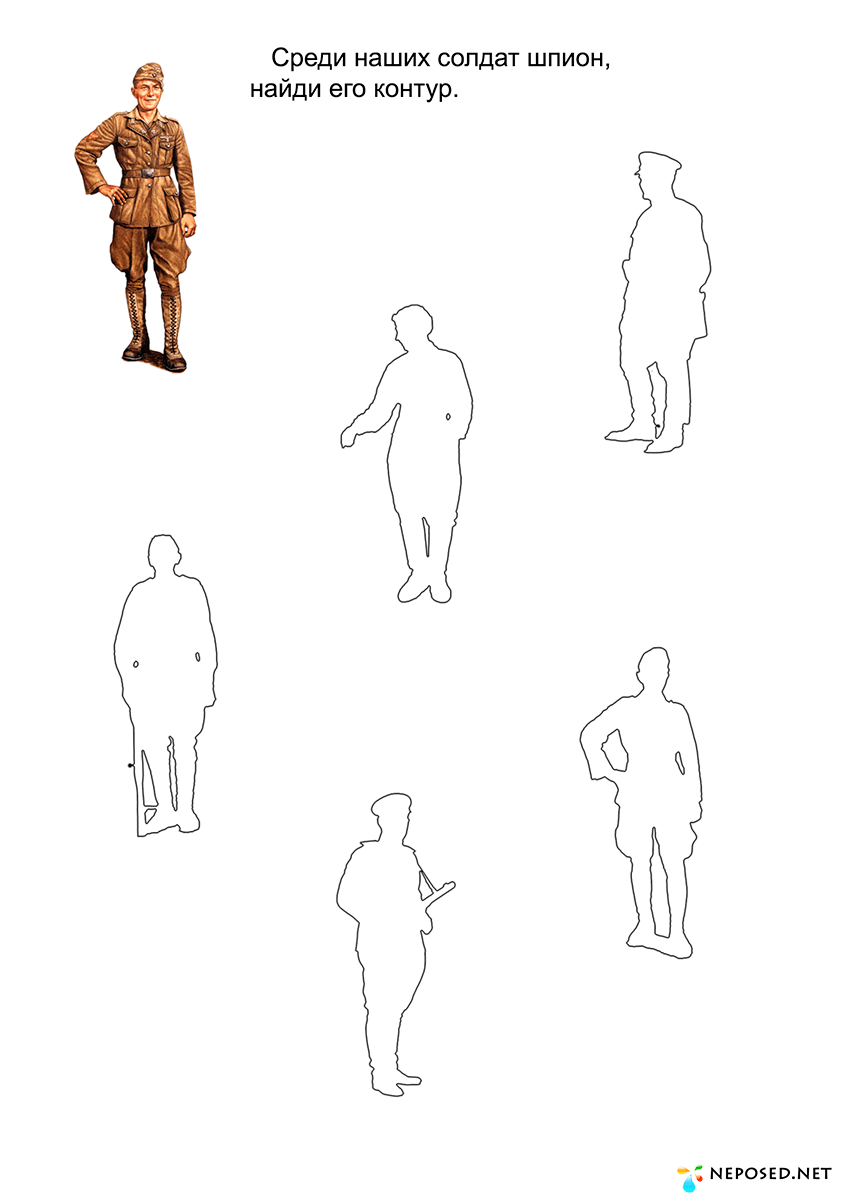 Среди наших солдат шпион,
найди его контур.
NEPOSED.NET